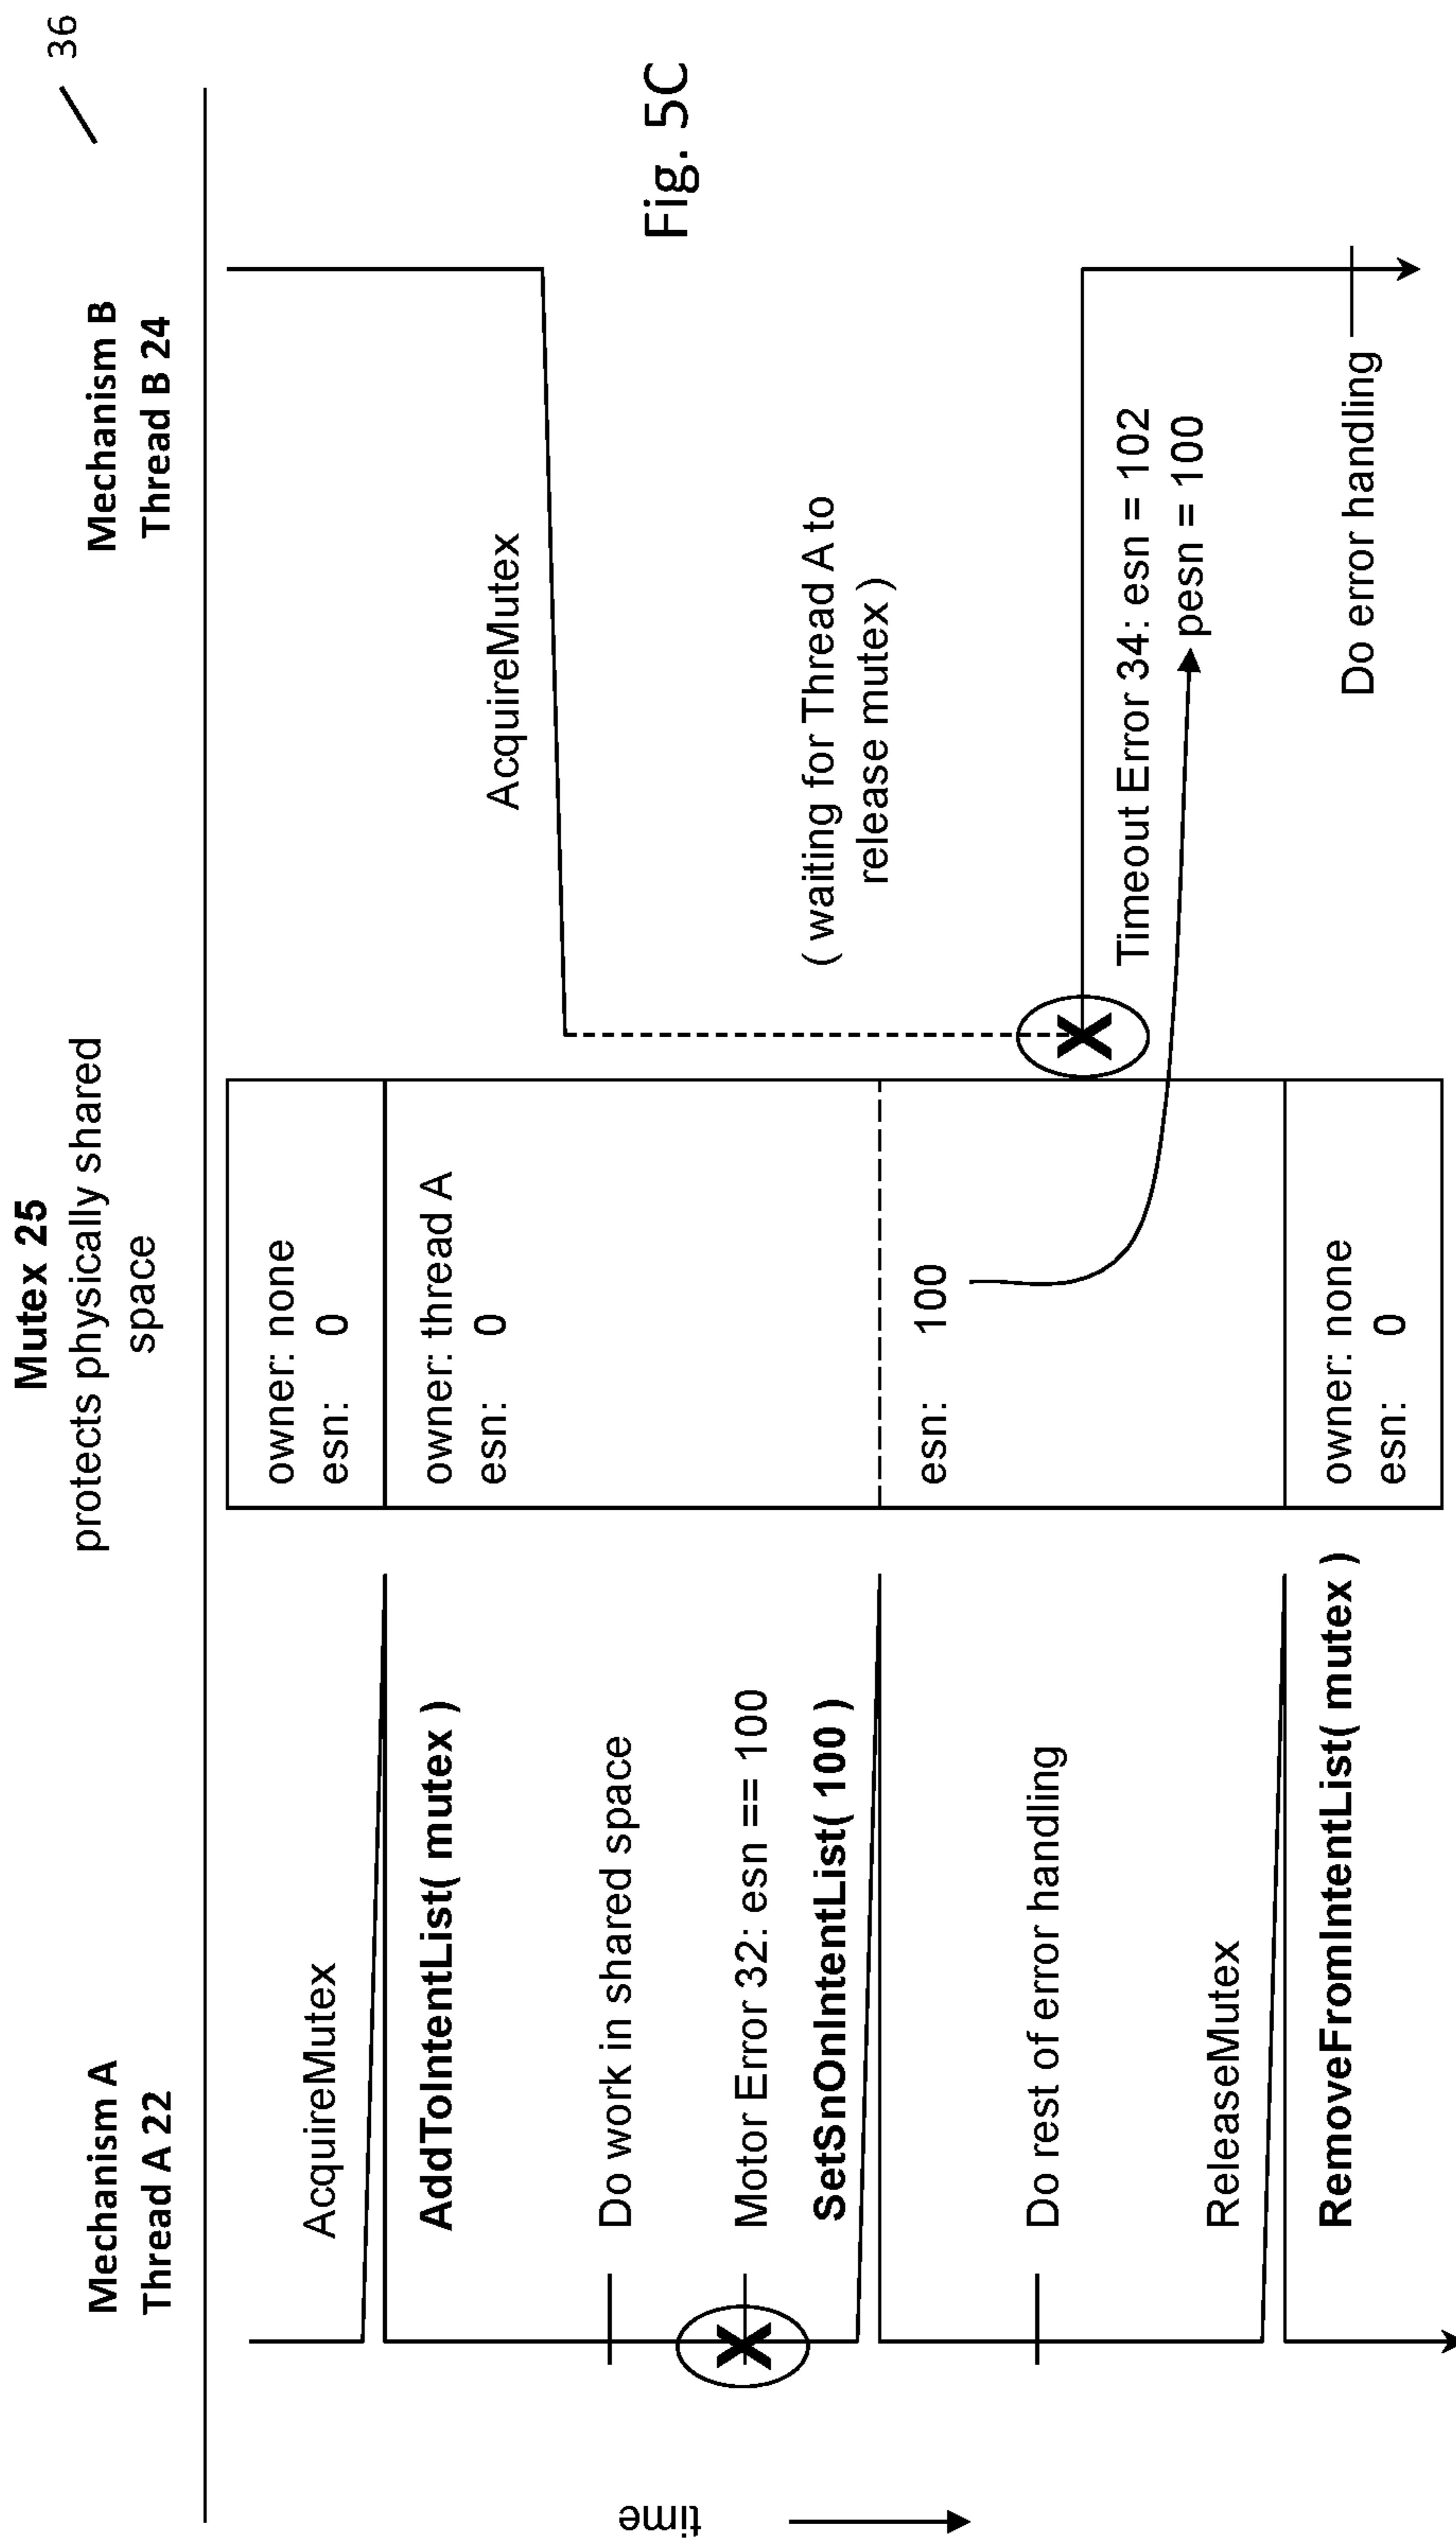 36
Mechanism A
Thread A 22
Mutex 25
protects physically shared
space
Mechanism B
Thread B 24
time
AcquireMutex
AddToIntentList( mutex )
Do work in shared space
Motor Error 32: esn == 100
SetSnOnIntentList( 100 )
Do rest of error handling
ReleaseMutex
RemoveFromIntentList( mutex )
owner: none
esn: 0
owner: thread A
esn: 0
esn: 100
owner: none
esn: 0
AcquireMutex
( waiting for Thread A to
release mutex )
Timeout Error 34: esn = 102
pesn = 100
Do error handling
X
X
Fig. 5C